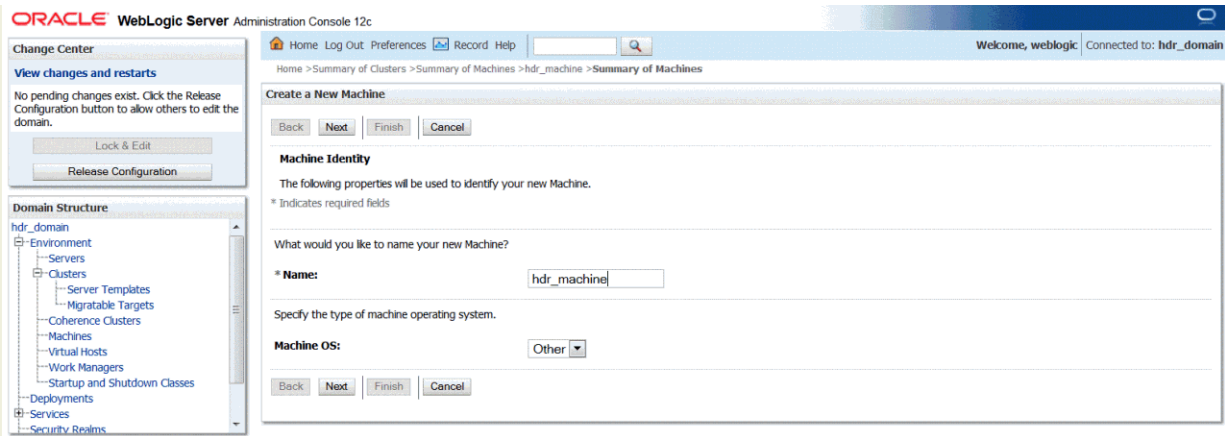 ORACLE WebLogic Server Administration Console 12c
Change Center
View changes and restarts
No pending changes exist. Click the Release
Configuration button to allow others to edit the
domain.
Lock & Edit
Release Configuration
Domain Structure
hdr_domain
Environment
Servers
Clusters
Server Templates
Migratable Targets
Coherence Clusters
Machines
Virtual Hosts
Work Managers
Startup and Shutdown Classes
Deployments
Services
Security Realms
Home Log Out Preferences Record Help
Welcome, weblogic Connected to: hdr_domain
Home >Summary of Clusters >Summary of Machines >hdr_machine >Summary of Machines
Create a New Machine
Back Next Finish Cancel
Machine Identity
The following properties will be used to identify your new Machine.
* Indicates required fields
What would you like to name your new Machine?
* Name: hdr_machine
Specify the type of machine operating system.
Machine OS: Other
Back Next Finish Cancel